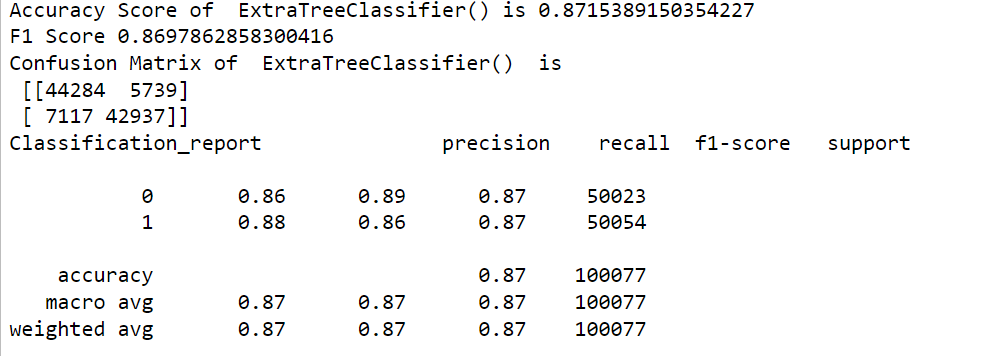 Accuracy Score of  ExtraTreeClassifier() is 0.8715389150354227
F1 Score 0.8697862858300416
Confusion Matrix of  ExtraTreeClassifier()  is
[[44284  5739]
[ 7117 42937]]
Classification_report               precision    recall  f1-score   support
0       0.86      0.89      0.87     50023
1       0.88      0.86      0.87     50054
accuracy                           0.87    100077
macro avg       0.87      0.87      0.87    100077
weighted avg       0.87      0.87      0.87    100077